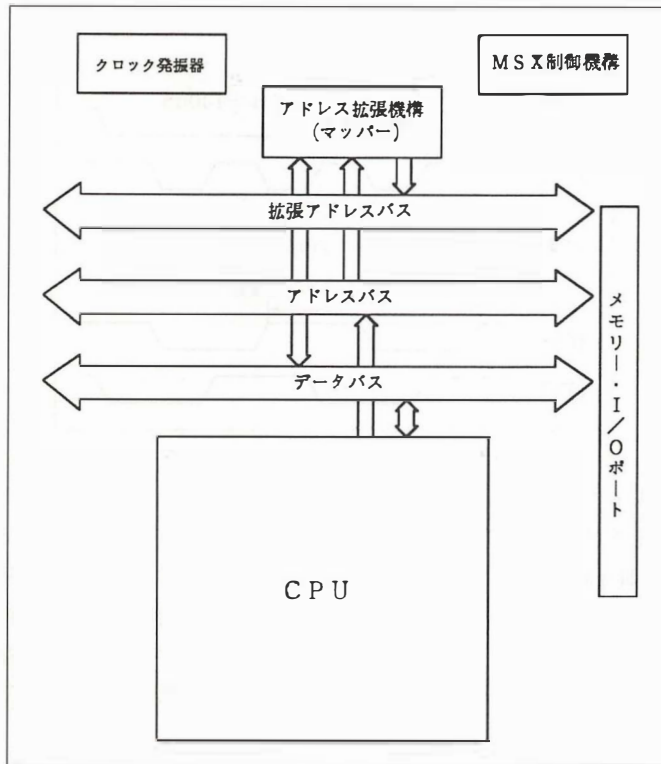 クロック発振器
MSX制御機構
アドレス拡張機構
(マッパー)
拡張アドレスバス
アドレスバス
データバス
メモリー・I/Oポート
CPU